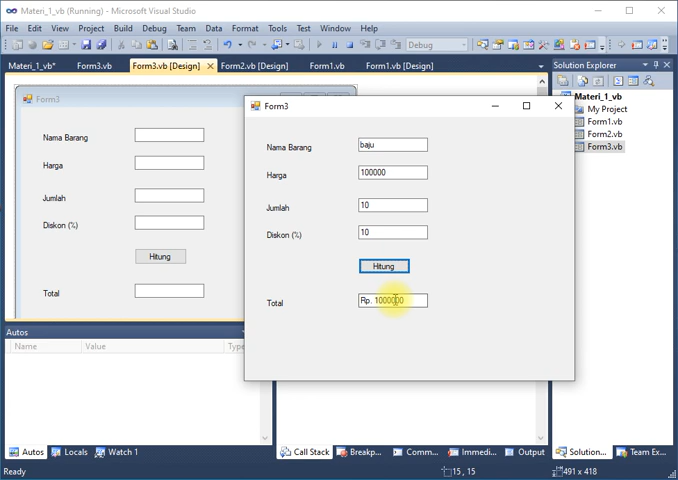 Materi_1_vb (Running) - Microsoft Visual Studio
File Edit View Project Build Debug Team Data Format Tools Test Window Help
Debug
Materi_1_vb* Form3.vb Form3.vb [Design] Form2.vb [Design] Form1.vb Form1.vb [Design]
Form3
Nama Barang
Harga
Jumlah
Diskon (%)
Hitung
Total
Form3
Nama Barang baju
Harga 100000
Jumlah 10
Diskon (%) 10
Hitung
Total Rp. 1000000
Solution Explorer
Materi_1_vb
My Project
Form1.vb
Form2.vb
Form3.vb
Autos
Name Value Type
Autos Locals Watch 1
Call Stack Breakp... Comm... Immedi... Output
Solution... Team Ex...
Ready 15 , 15 491 x 418